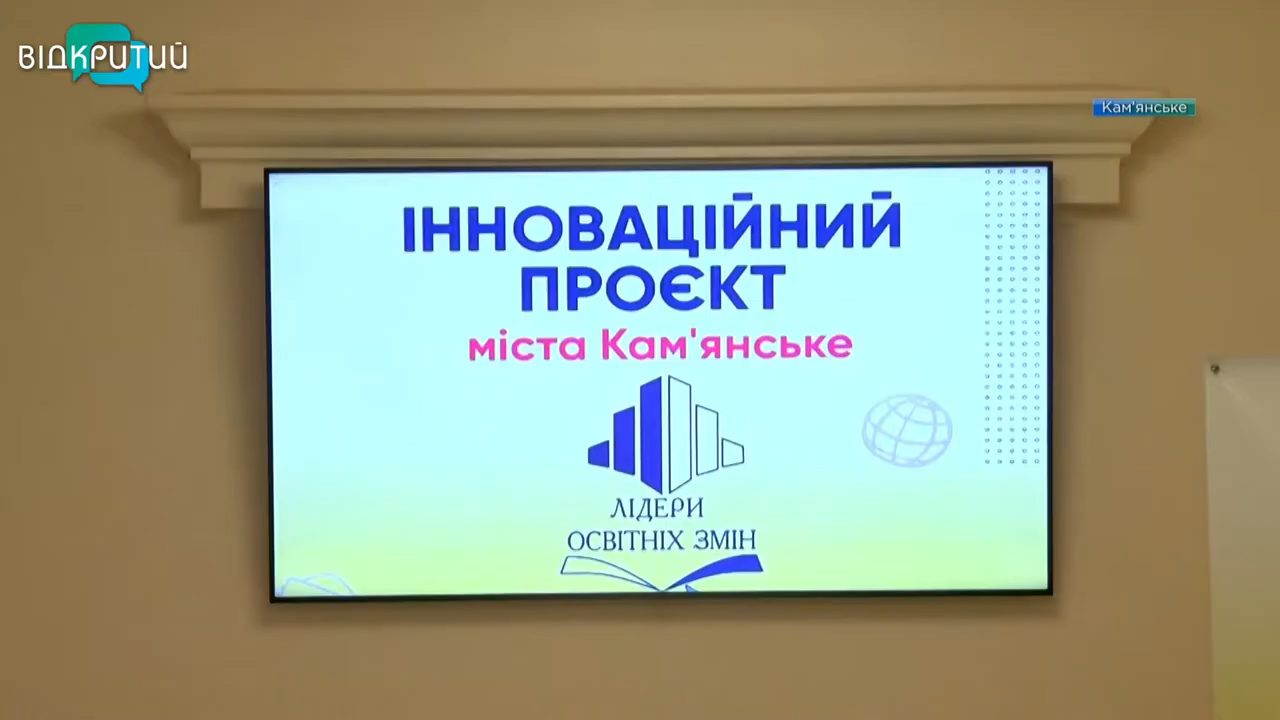 ВІДКРИТИЙ
Кам'янське
ІННОВАЦІЙНИЙ
ПРОЄКТ
міста Кам'янське
ЛІДЕРИ
ОСВІТНІХ ЗМІН